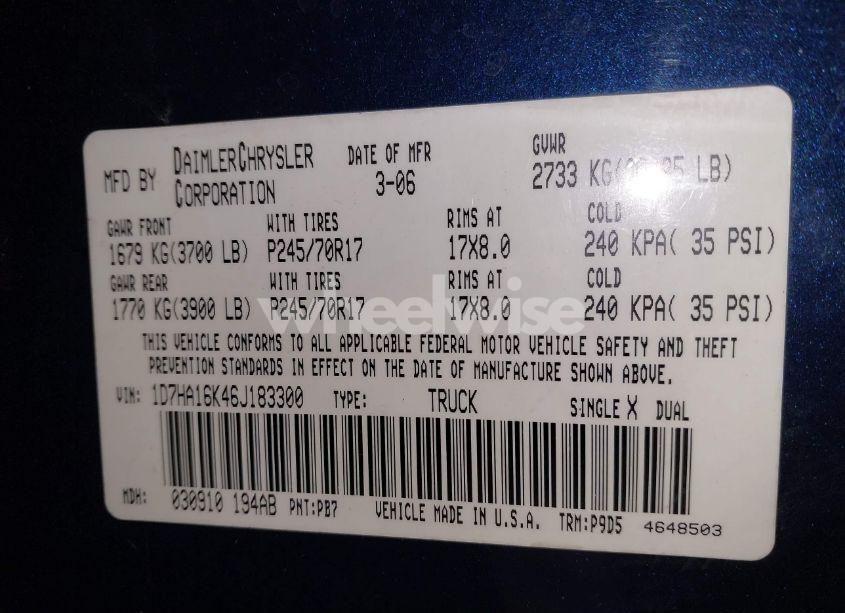 MFD BY DAIMLERCHRYSLER CORPORATION DATE OF MFR 3-06 GVWR 2733 KG( LB)
GAWR FRONT WITH TIRES RIMS AT COLD
1679 KG(3700 LB) P245/70R17 17X8.0 240 KPA( 35 PSI)
GAWR REAR WITH TIRES RIMS AT COLD
1770 KG(3900 LB) P245/70R17 17X8.0 240 KPA( 35 PSI)
wheelwise
THIS VEHICLE CONFORMS TO ALL APPLICABLE FEDERAL MOTOR VEHICLE SAFETY AND THEFT
PREVENTION STANDARDS IN EFFECT ON THE DATE OF MANUFACTURE SHOWN ABOVE.
VIN: 1D7HA16K46J183300 TYPE: TRUCK SINGLE X DUAL
MDH: 030910 194AB PNT:PB7 VEHICLE MADE IN U.S.A. TRM:P9D5 4648503